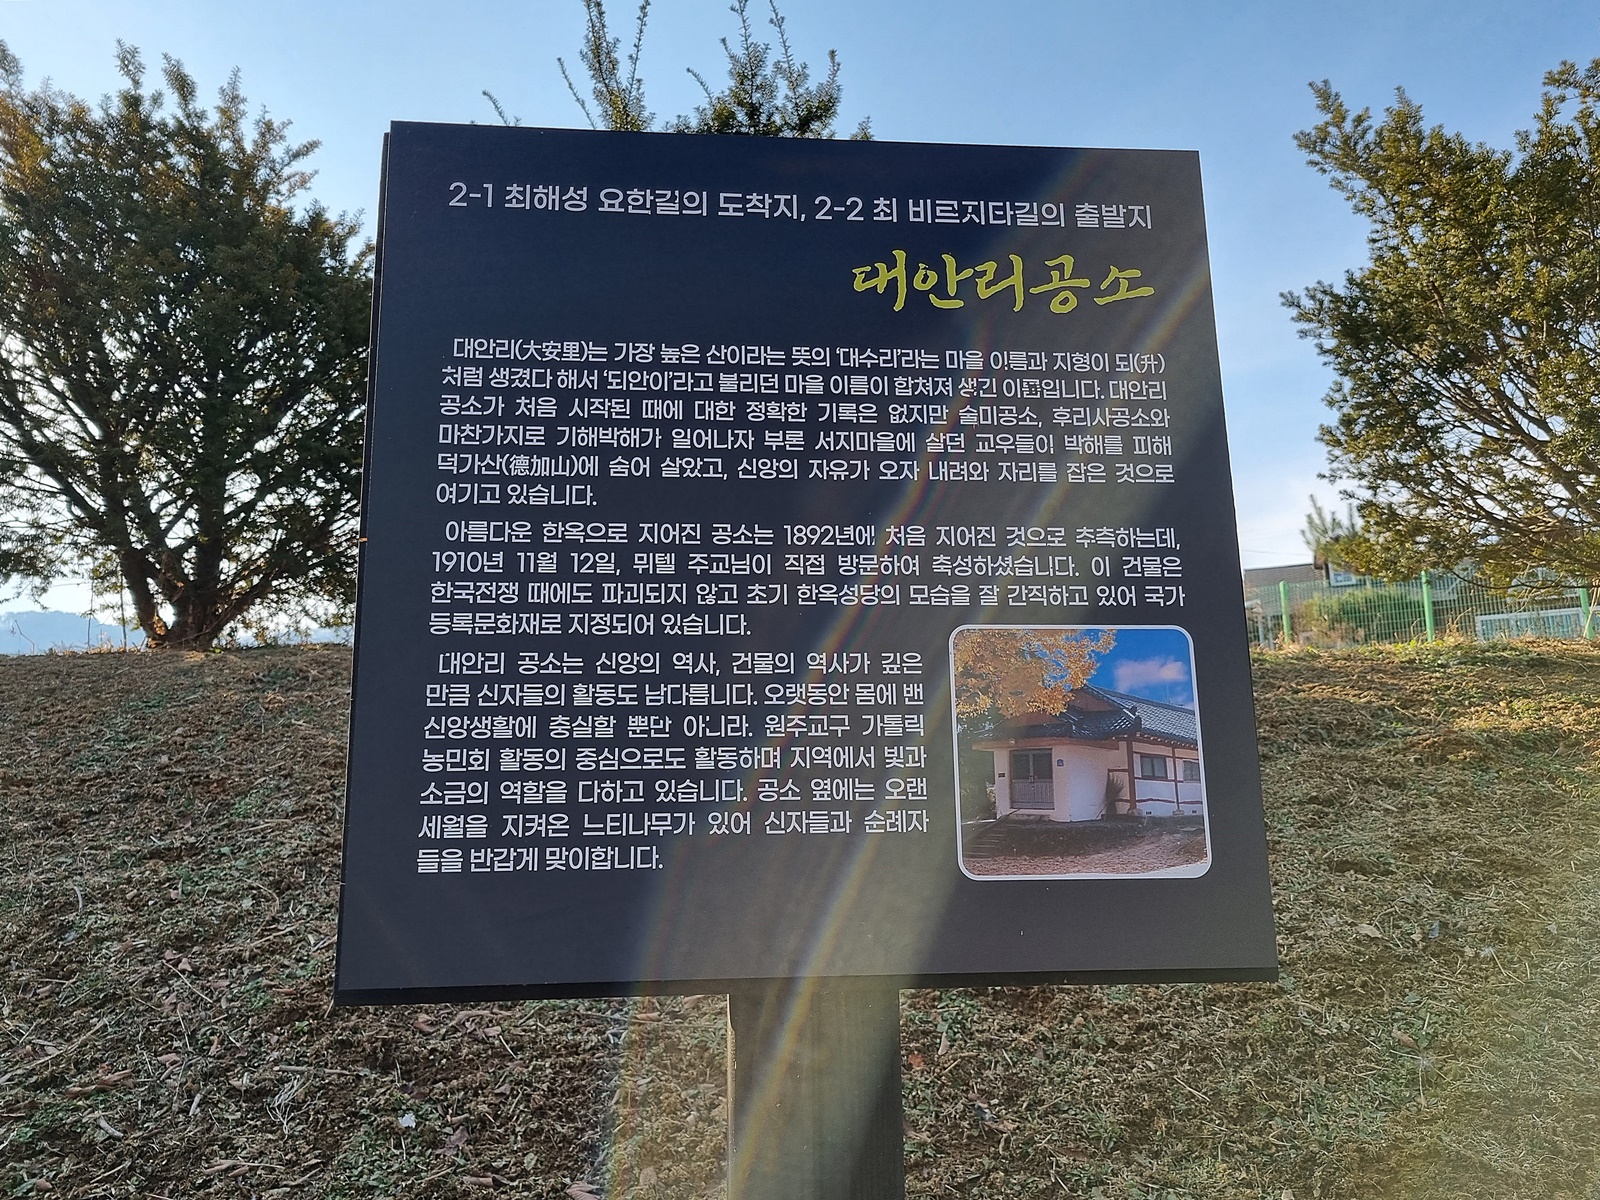 2-1 최해성 요한길의 도착지, 2-2 최 비르지타길의 출발지
대안리공소
대안리(大安里)는 가장 높은 산이라는 뜻의 '대수리'라는 마을 이름과 지형이 되(升)
처럼 생겼다 해서 '되안이'라고 불리던 마을 이름이 합쳐져 생긴 이름입니다. 대안리
공소가 처음 시작된 때에 대한 정확한 기록은 없지만 슬미공소, 후리사공소와
마찬가지로 기해박해가 일어나자 부론 서지마을에 살던 교우들이 박해를 피해
덕가산(德加山)에 숨어 살았고, 신앙의 자유가 오자 내려와 자리를 잡은 것으로
여기고 있습니다.
아름다운 한옥으로 지어진 공소는 1892년에 처음 지어진 것으로 추측하는데,
1910년 11월 12일, 뮈텔 주교님이 직접 방문하여 축성하셨습니다. 이 건물은
한국전쟁 때에도 파괴되지 않고 초기 한옥성당의 모습을 잘 간직하고 있어 국가
등록문화재로 지정되어 있습니다.
대안리 공소는 신앙의 역사, 건물의 역사가 깊은
만큼 신자들의 활동도 남다릅니다. 오랫동안 몸에 밴
신앙생활에 충실할 뿐만 아니라. 원주교구 가톨릭
농민회 활동의 중심으로도 활동하며 지역에서 빛과
소금의 역할을 다하고 있습니다. 공소 옆에는 오랜
세월을 지켜온 느티나무가 있어 신자들과 순례자
들을 반갑게 맞이합니다.